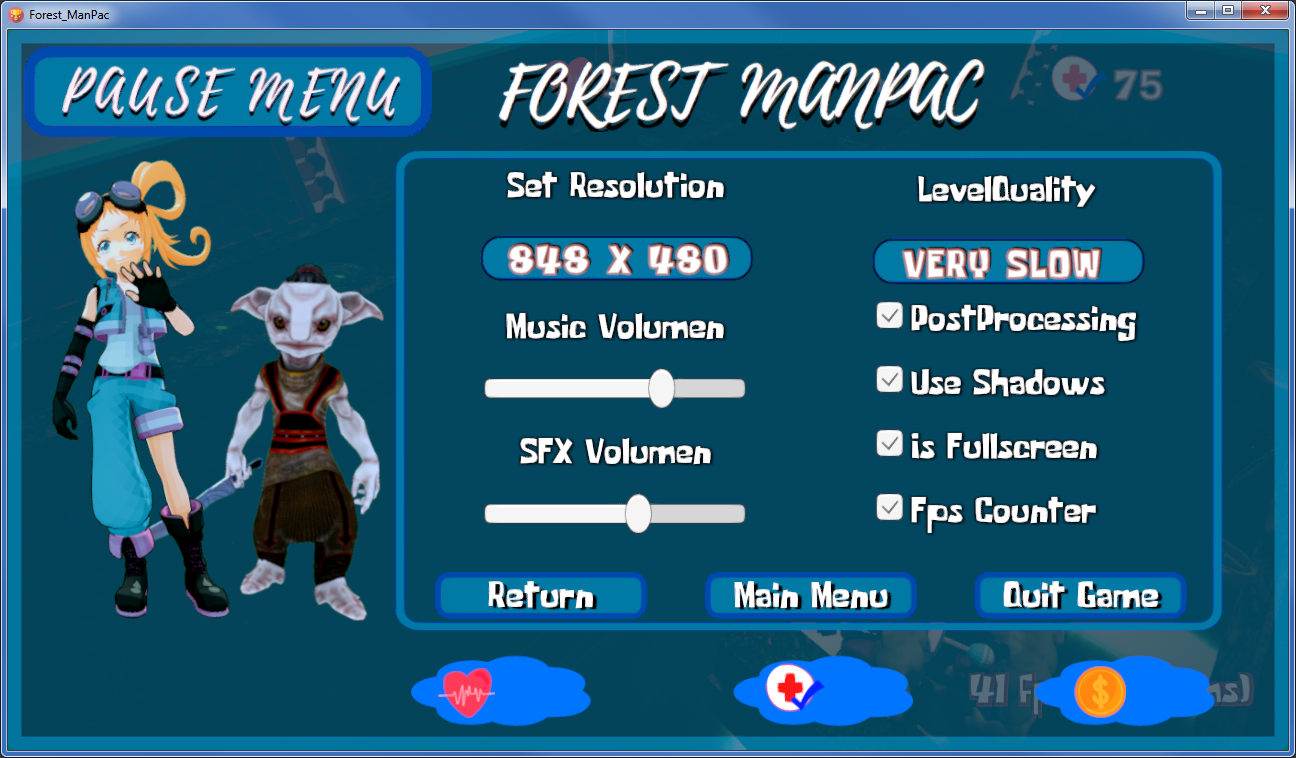 Forest_ManPac
PAUSE MENU
FOREST MANPAC
75
Set Resolution
LevelQuality
848 X 480
VERY SLOW
Music Volumen
PostProcessing
Use Shadows
SFX Volumen
is Fullscreen
Fps Counter
Return
Main Menu
Quit Game
41